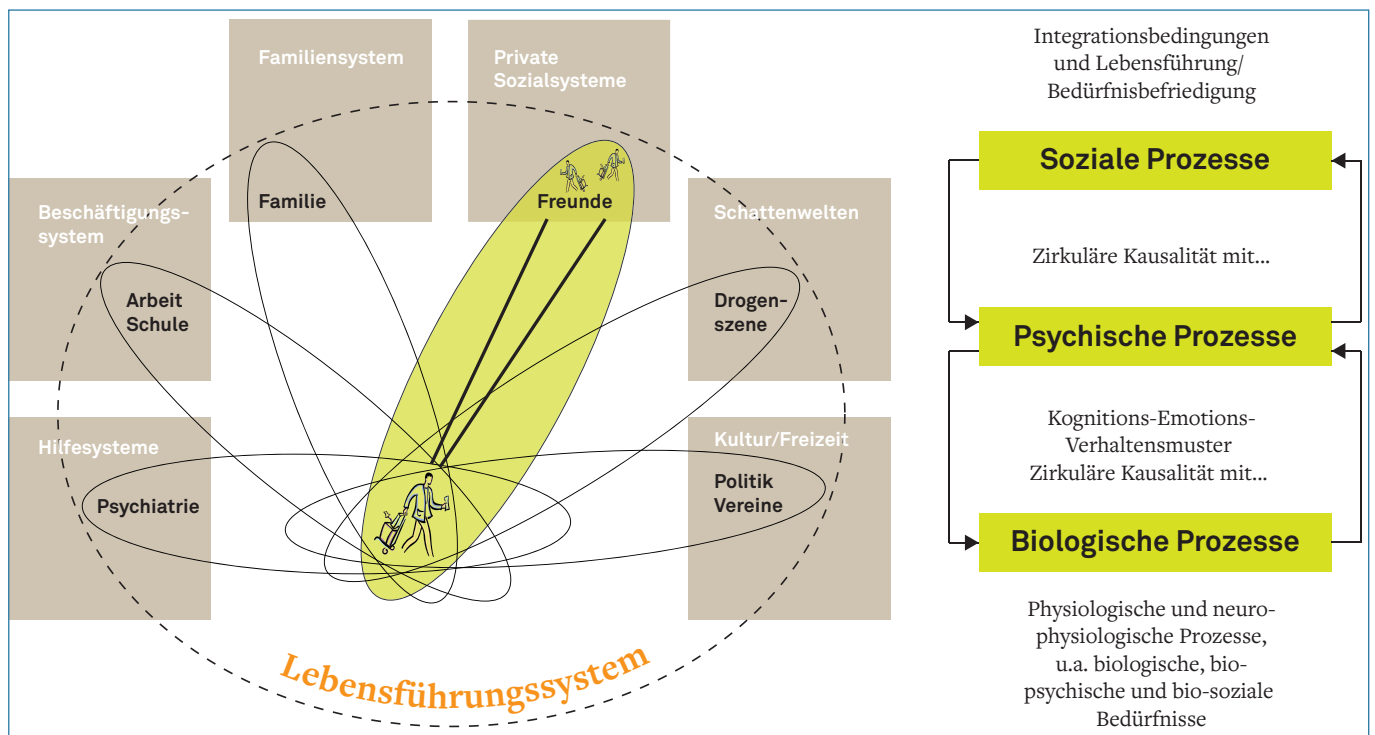 Familiensystem
Familie
Private
Sozialsysteme
Freunde
Beschäftigungs-
system
Arbeit
Schule
Schattenwelten
Drogen-
szene
Hilfesysteme
Psychiatrie
Kultur/Freizeit
Politik
Vereine
Lebensführungssystem
Integrationsbedingungen
und Lebensführung/
Bedürfnisbefriedigung
Soziale Prozesse
Zirkuläre Kausalität mit...
Psychische Prozesse
Kognitions-Emotions-
Verhaltensmuster
Zirkuläre Kausalität mit...
Biologische Prozesse
Physiologische und neuro-
physiologische Prozesse,
u.a. biologische, bio-
psychische und bio-soziale
Bedürfnisse